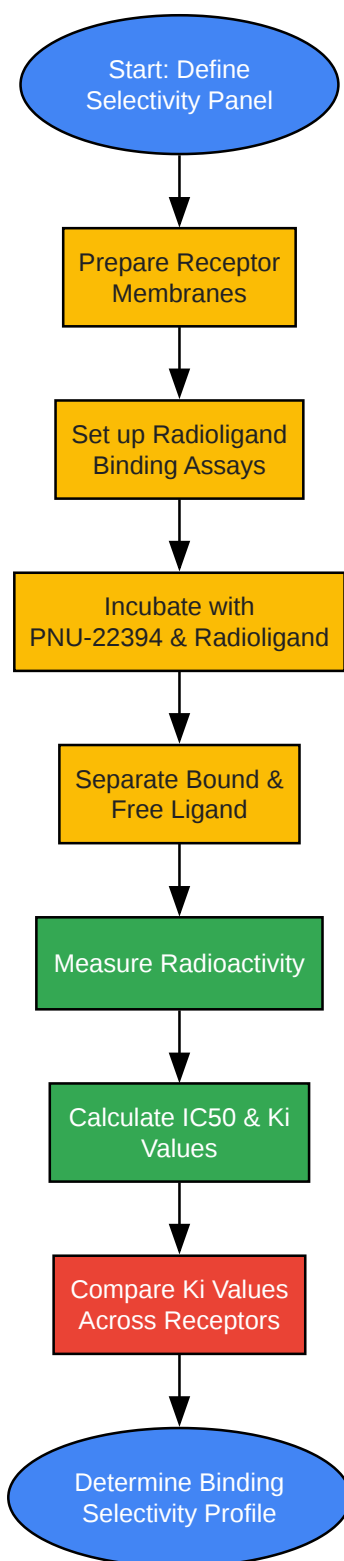 Start: Define
Selectivity Panel
Prepare Receptor
Membranes
Set up Radioligand
Binding Assays
Incubate with
PNU-22394 & Radioligand
Separate Bound &
Free Ligand
Measure Radioactivity
Calculate IC50 & Ki
Values
Compare Ki Values
Across Receptors
Determine Binding
Selectivity Profile